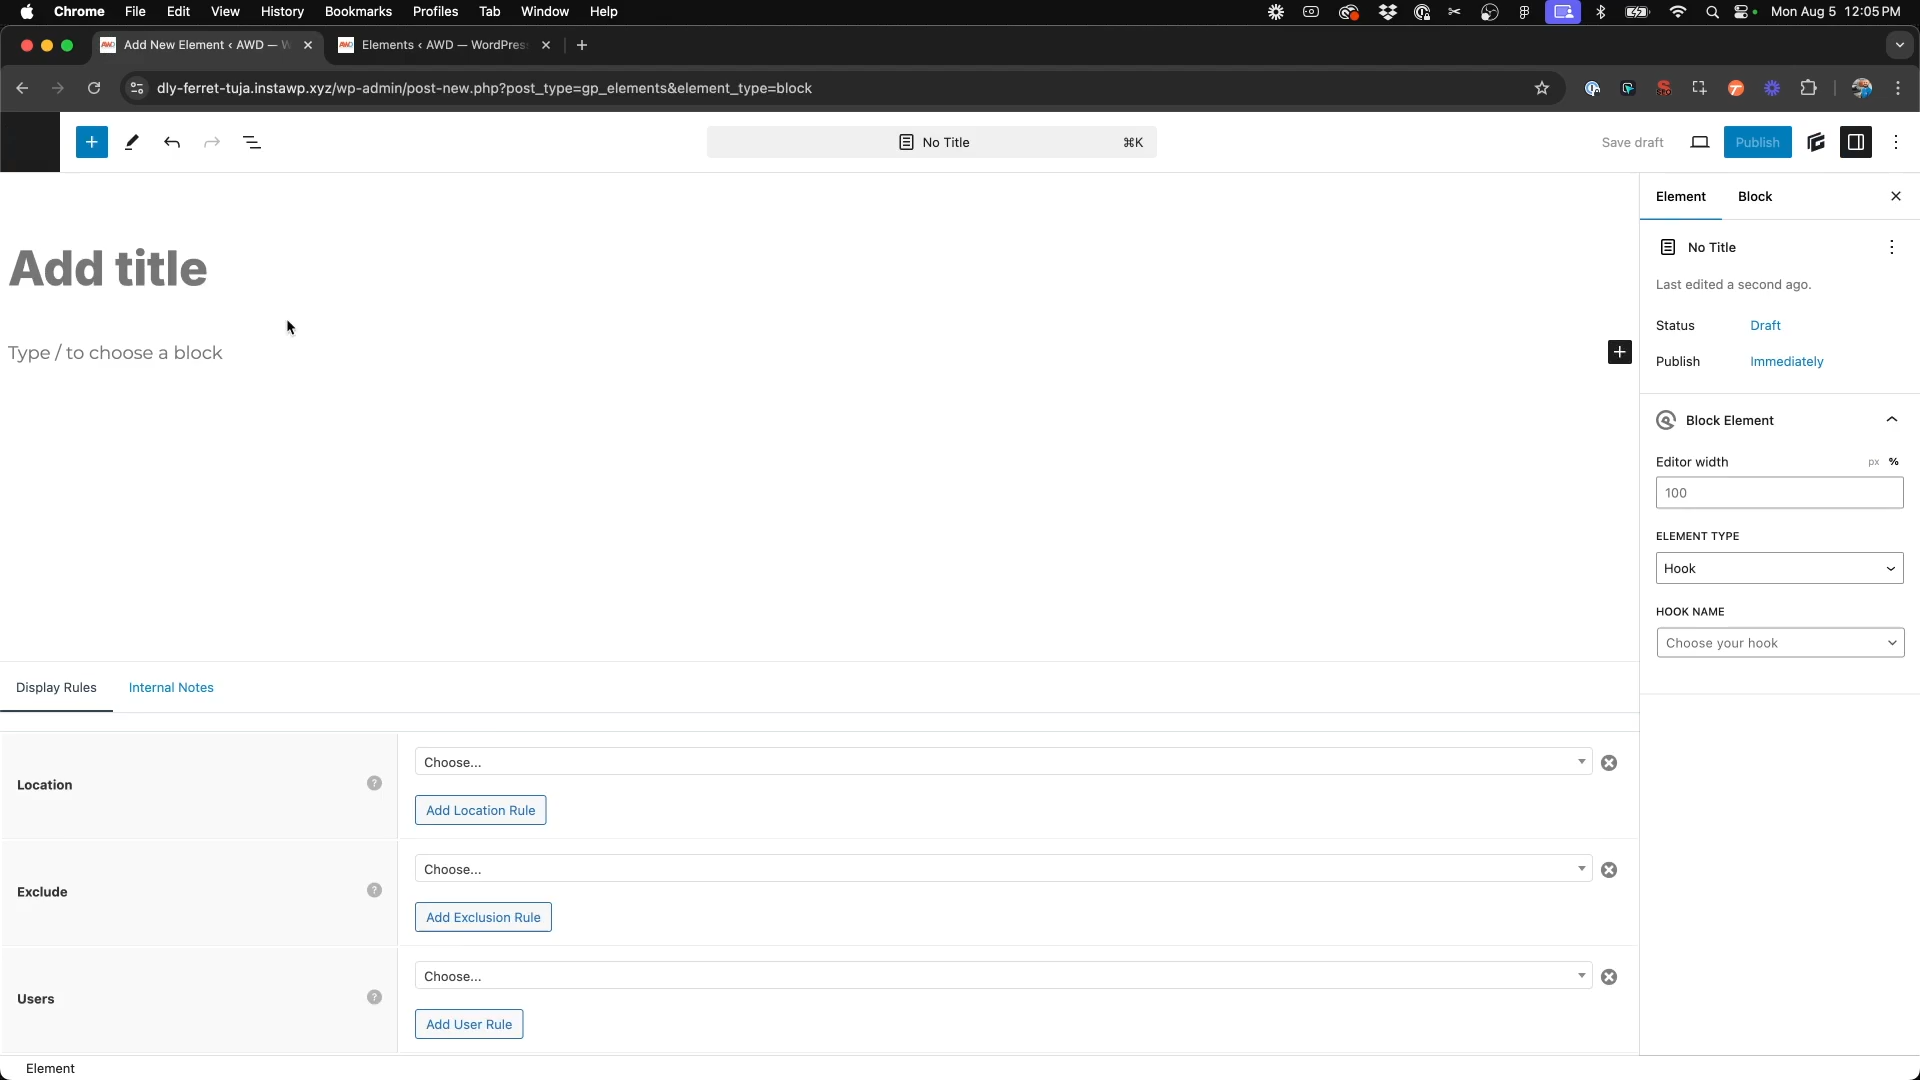 Chrome File Edit View History Bookmarks Profiles Tab Window Help Mon Aug 5 12:05 PM
Add New Element ‹ AWD — W
Elements ‹ AWD — WordPres
dly-ferret-tuja.instawp.xyz/wp-admin/post-new.php?post_type=gp_elements&element_type=block
No Title ⌘K
Save draft
Publish
Element Block
No Title
Last edited a second ago.
Status Draft
Publish Immediately
Add title
Type / to choose a block
Block Element
Editor width px %
100
ELEMENT TYPE
Hook
HOOK NAME
Choose your hook
Display Rules Internal Notes
Location ?
Choose...
Add Location Rule
Exclude ?
Choose...
Add Exclusion Rule
Users ?
Choose...
Add User Rule
Element